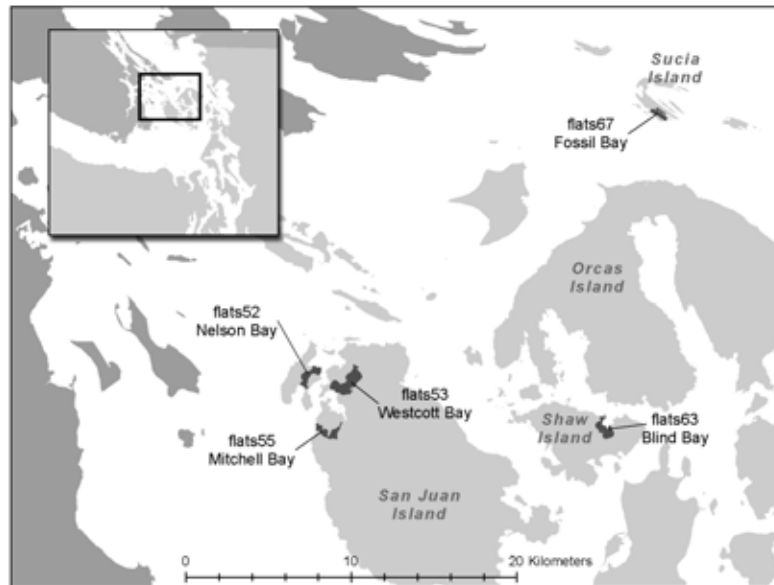 Sucia
Island
flats67
Fossil Bay
Orcas
Island
flats52
Nelson Bay
flats53
Westcott Bay
flats55
Mitchell Bay
Shaw
Island
flats63
Blind Bay
San Juan
Island
0 10 20 Kilometers